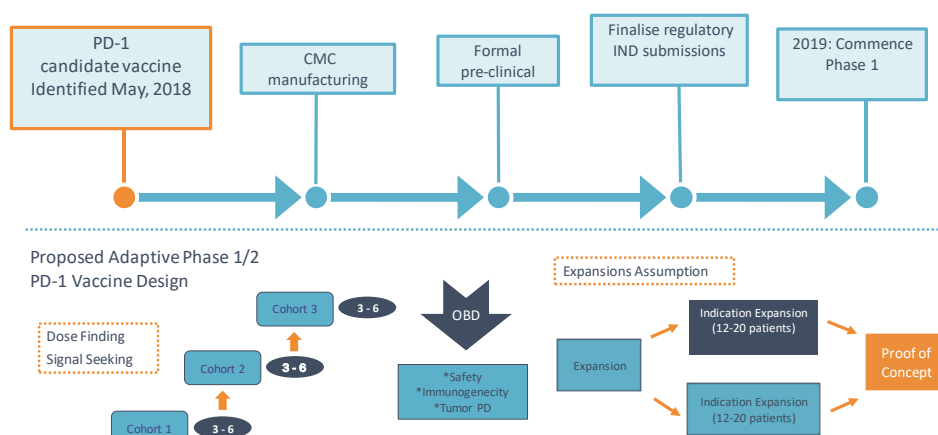 PD-1
candidate vaccine
Identified May, 2018
CMC
manufacturing
Formal
pre-clinical
Finalise regulatory
IND submissions
2019: Commence
Phase 1
Proposed Adaptive Phase 1/2
PD-1 Vaccine Design
Dose Finding
Signal Seeking
Cohort 3
3 - 6
Cohort 2
3 - 6
Cohort 1
3 - 6
OBD
*Safety
*Immunogenecity
*Tumor PD
Expansions Assumption
Expansion
Indication Expansion
(12-20 patients)
Indication Expansion
(12-20 patients)
Proof of
Concept